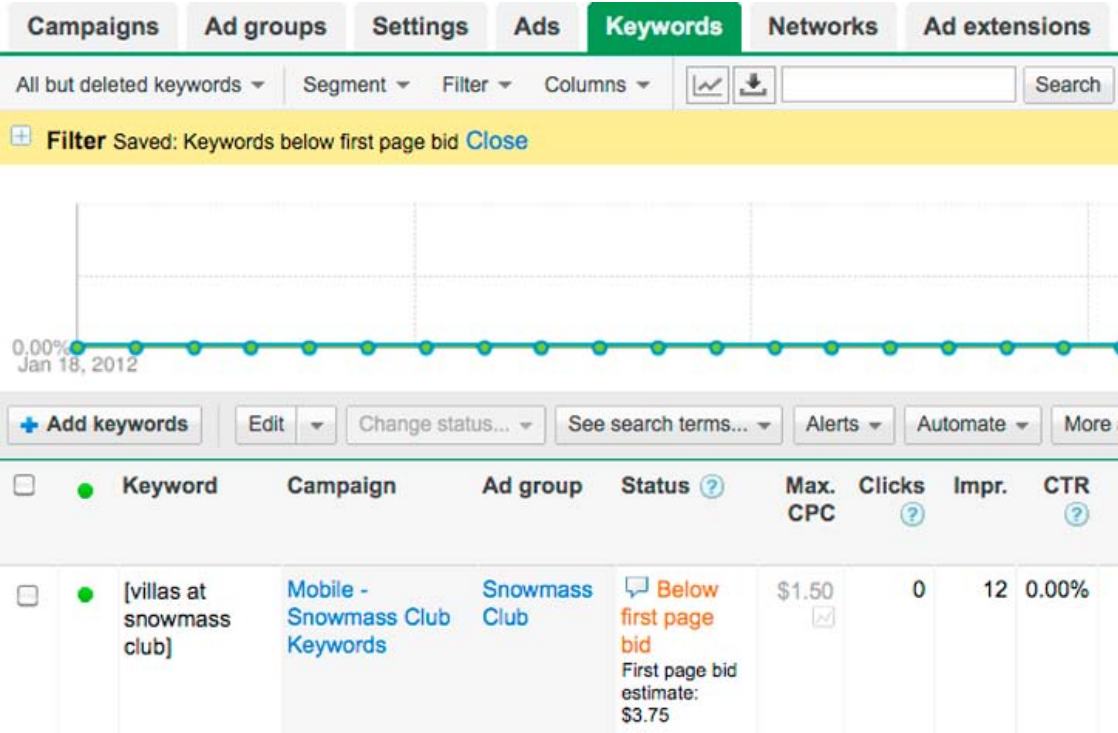 Campaigns Ad groups Settings Ads Keywords Networks Ad extensions
All but deleted keywords Segment Filter Columns Search
Filter Saved: Keywords below first page bid Close
0.00%
Jan 18, 2012
Add keywords Edit Change status... See search terms... Alerts Automate More
Keyword Campaign Ad group Status ? Max. CPC Clicks ? Impr. CTR ?
[villas at snowmass club] Mobile - Snowmass Club Keywords Snowmass Club Below first page bid $1.50 0 12 0.00%
First page bid estimate: $3.75